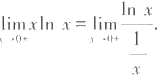 lim x ln x = lim ln x / (1/x).
x→0+ x→0+